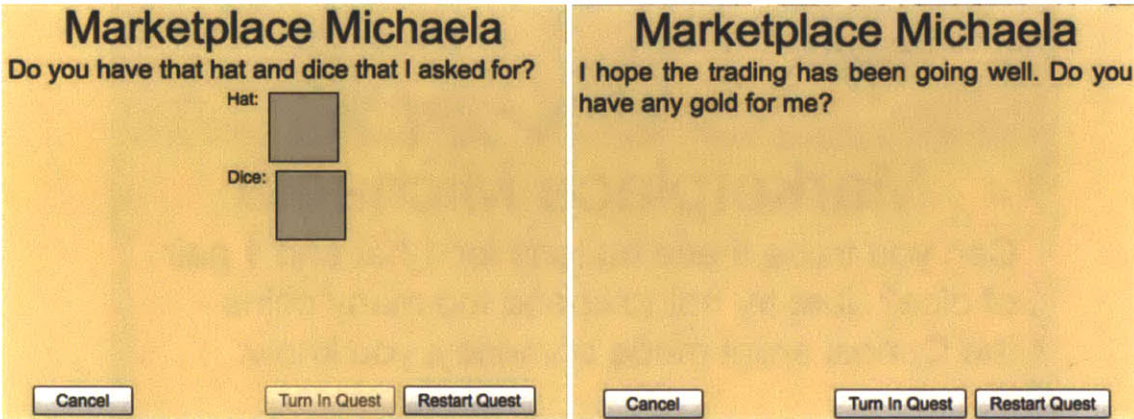 Marketplace Michaela
Do you have that hat and dice that I asked for?
Hat:
Dice:
Cancel
Turn In Quest
Restart Quest
Marketplace Michaela
I hope the trading has been going well. Do you
have any gold for me?
Cancel
Turn In Quest
Restart Quest